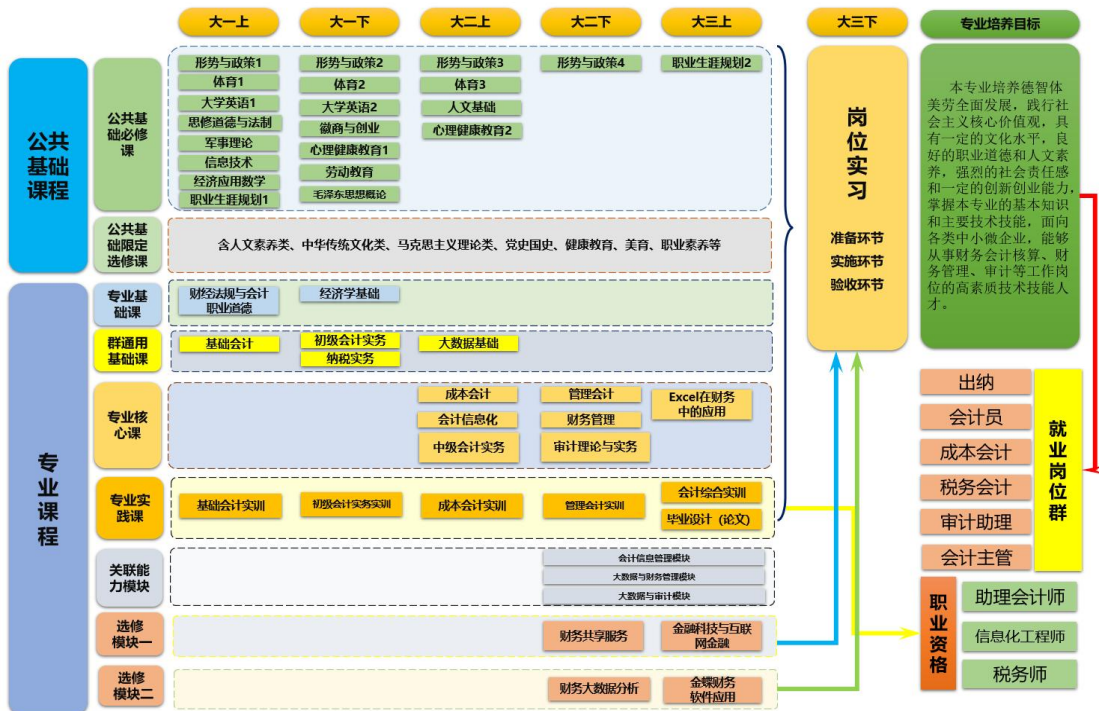 大一上
大一下
大二上
大二下
大三上
大三下
专业培养目标
公共
基础
课程
公共基
础必修
课
形势与政策1
体育1
大学英语1
思修道德与法制
军事理论
信息技术
经济应用数学
职业生涯规划1
形势与政策2
体育2
大学英语2
徽商与创业
心理健康教育1
劳动教育
毛泽东思想概论
形势与政策3
体育3
人文基础
心理健康教育2
形势与政策4
职业生涯规划2
公共基
础限定
选修课
含人文素养类、中华传统文化类、马克思主义理论类、党史国史、健康教育、美育、职业素养等
专业课程
专业基
础课
财经法规与会计
职业道德
经济学基础
群通用
基础课
基础会计
初级会计实务
纳税实务
大数据基础
专业核
心课
成本会计
会计信息化
中级会计实务
管理会计
财务管理
审计理论与实务
Excel在财务
中的应用
专业实
践课
基础会计实训
初级会计实务实训
成本会计实训
管理会计实训
会计综合实训
毕业设计（论文）
关联能
力模块
会计信息管理模块
大数据与财务管理模块
大数据与审计模块
选修
模块一
财务共享服务
金融科技与互联
网金融
选修
模块二
财务大数据分析
金蝶财务
软件应用
岗位实习
准备环节
实施环节
验收环节
本专业培养德智体
美劳全面发展，践行社
会主义核心价值观，具
有一定的文化水平，良
好的职业道德和人文素
养，强烈的社会责任感
和一定的创新创业能力，
掌握本专业的基本知识
和主要技术技能，面向
各类中小微企业，能够
从事财务会计核算、财
务管理、审计等工作岗
位的高素质技术技能人
才。
出纳
会计员
成本会计
税务会计
审计助理
会计主管
就业岗位群
职业资格
助理会计师
信息化工程师
税务师